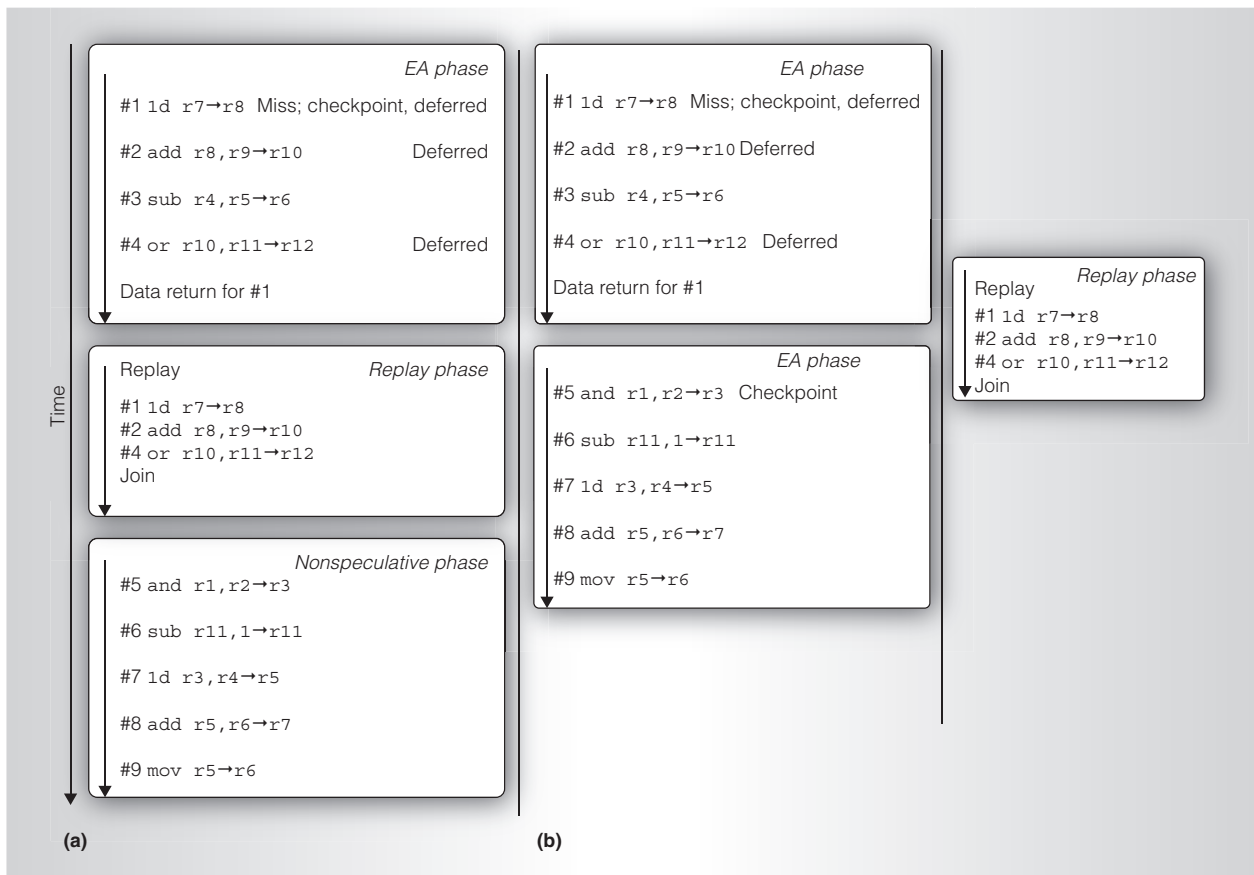 Time
EA phase
#1 ld r7→r8 Miss; checkpoint, deferred
#2 add r8,r9→r10 Deferred
#3 sub r4,r5→r6
#4 or r10,r11→r12 Deferred
Data return for #1
Replay Replay phase
#1 ld r7→r8
#2 add r8,r9→r10
#4 or r10,r11→r12
Join
Nonspeculative phase
#5 and r1,r2→r3
#6 sub r11,1→r11
#7 ld r3,r4→r5
#8 add r5,r6→r7
#9 mov r5→r6
(a)
EA phase
#1 ld r7→r8 Miss; checkpoint, deferred
#2 add r8,r9→r10 Deferred
#3 sub r4,r5→r6
#4 or r10,r11→r12 Deferred
Data return for #1
EA phase
#5 and r1,r2→r3 Checkpoint
#6 sub r11,1→r11
#7 ld r3,r4→r5
#8 add r5,r6→r7
#9 mov r5→r6
Replay phase
Replay
#1 ld r7→r8
#2 add r8,r9→r10
#4 or r10,r11→r12
Join
(b)